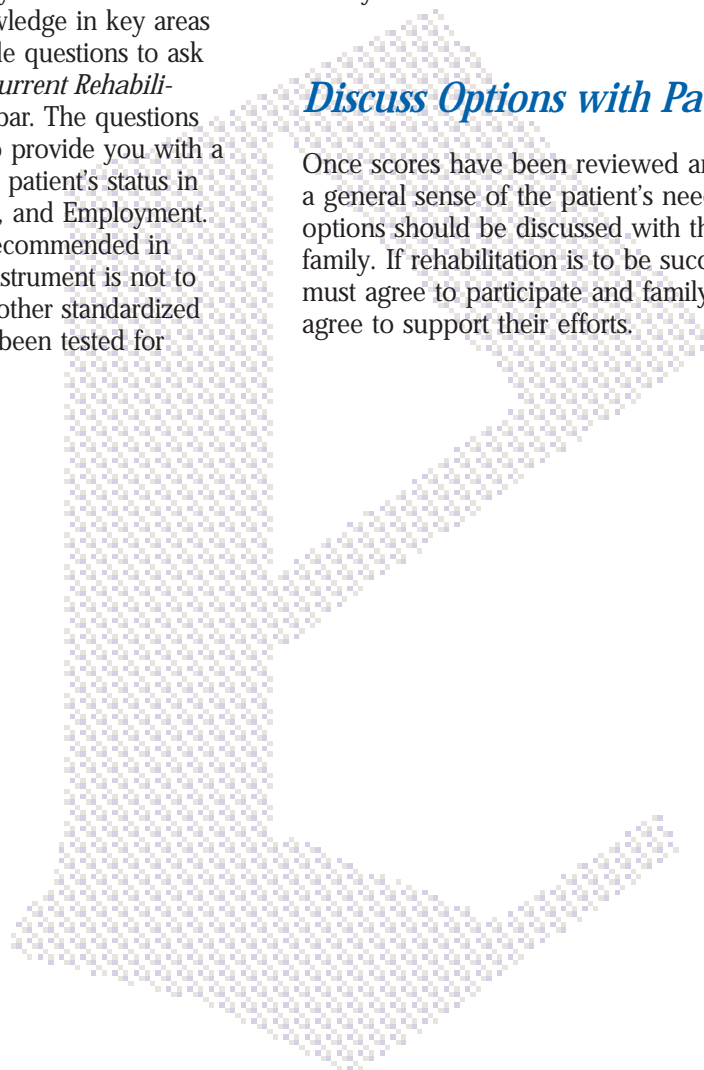 wledge in key areas
le questions to ask
urrent Rehabili-
bar. The questions
o provide you with a
patient's status in
, and Employment.
ecommended in
strument is not to
other standardized
been tested for
Discuss Options with Pa
Once scores have been reviewed an
a general sense of the patient's need
options should be discussed with th
family. If rehabilitation is to be succ
must agree to participate and family
agree to support their efforts.